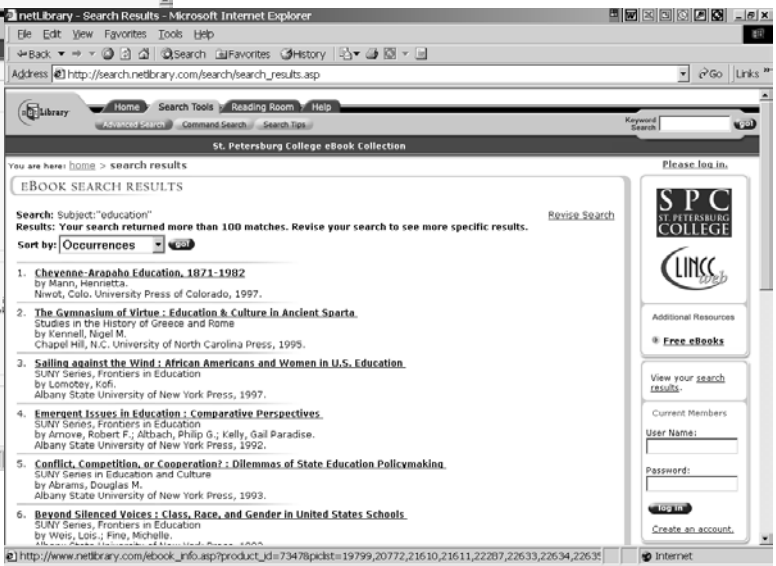 netLibrary - Search Results - Microsoft Internet Explorer
File Edit View Favorites Tools Help
Back Search Favorites History
Address http://search.netlibrary.com/search/search_results.asp Go Links »
netLibrary Home Search Tools Reading Room Help
Advanced Search Command Search Search Tips
Keyword Search go!
St. Petersburg College eBook Collection
You are here: home > search results
Please log in.
EBOOK SEARCH RESULTS
Search: Subject:"education" Revise Search
Results: Your search returned more than 100 matches. Revise your search to see more specific results.
Sort by: Occurrences go!
1. Cheyenne-Arapaho Education, 1871-1982
by Mann, Henrietta.
Niwot, Colo. University Press of Colorado, 1997.
2. The Gymnasium of Virtue : Education & Culture in Ancient Sparta
Studies in the History of Greece and Rome
by Kennell, Nigel M.
Chapel Hill, N.C. University of North Carolina Press, 1995.
3. Sailing against the Wind : African Americans and Women in U.S. Education
SUNY Series, Frontiers in Education
by Lomotey, Kofi.
Albany State University of New York Press, 1997.
4. Emergent Issues in Education : Comparative Perspectives
SUNY Series, Frontiers in Education
by Arnove, Robert F.; Altbach, Philip G.; Kelly, Gail Paradise.
Albany State University of New York Press, 1992.
5. Conflict, Competition, or Cooperation? : Dilemmas of State Education Policymaking
SUNY Series in Education and Culture
by Abrams, Douglas M.
Albany State University of New York Press, 1993.
6. Beyond Silenced Voices : Class, Race, and Gender in United States Schools
SUNY Series, Frontiers in Education
by Weis, Lois.; Fine, Michelle.
Albany State University of New York Press, 1993
SPC
ST. PETERSBURG
COLLEGE
LINCC
web
Additional Resources
Free eBooks
View your search
results.
Current Members
User Name:
Password:
log in
Create an account.
http://www.netlibrary.com/ebook_info.asp?product_id=7347&piclist=19799,20772,21610,21611,22287,22633,22634,2263 Internet